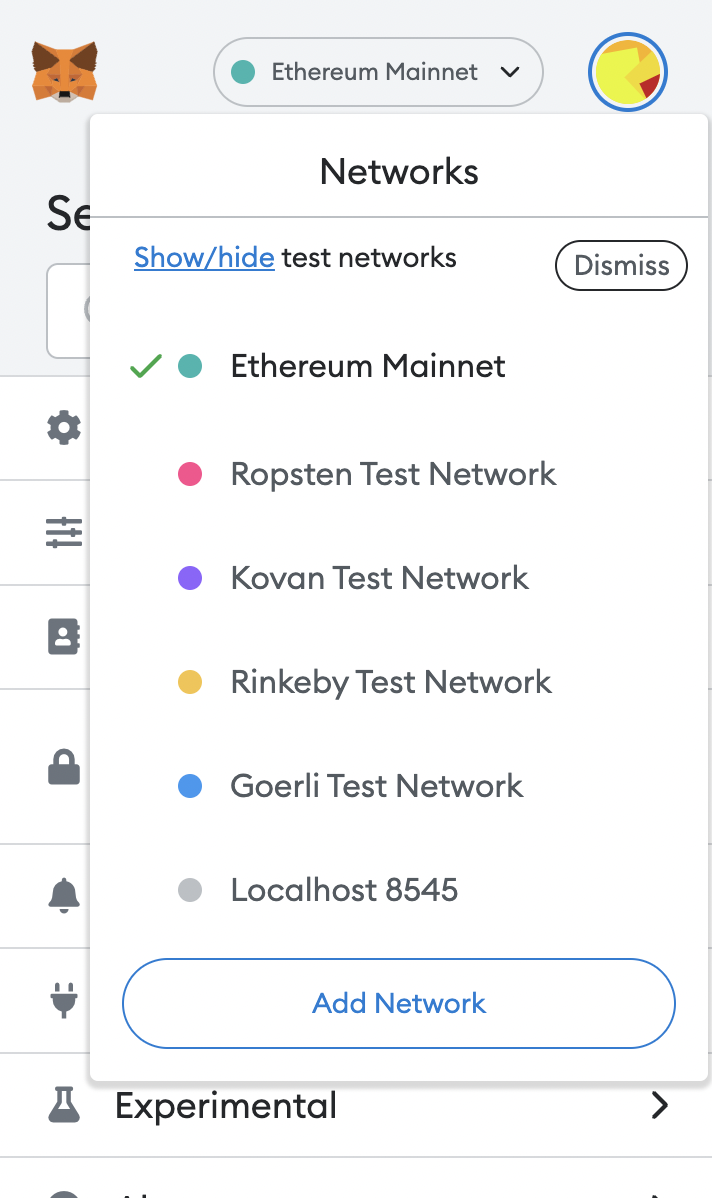 Ethereum Mainnet
Networks
Show/hide test networks
Dismiss
Ethereum Mainnet
Ropsten Test Network
Kovan Test Network
Rinkeby Test Network
Goerli Test Network
Localhost 8545
Add Network
Experimental